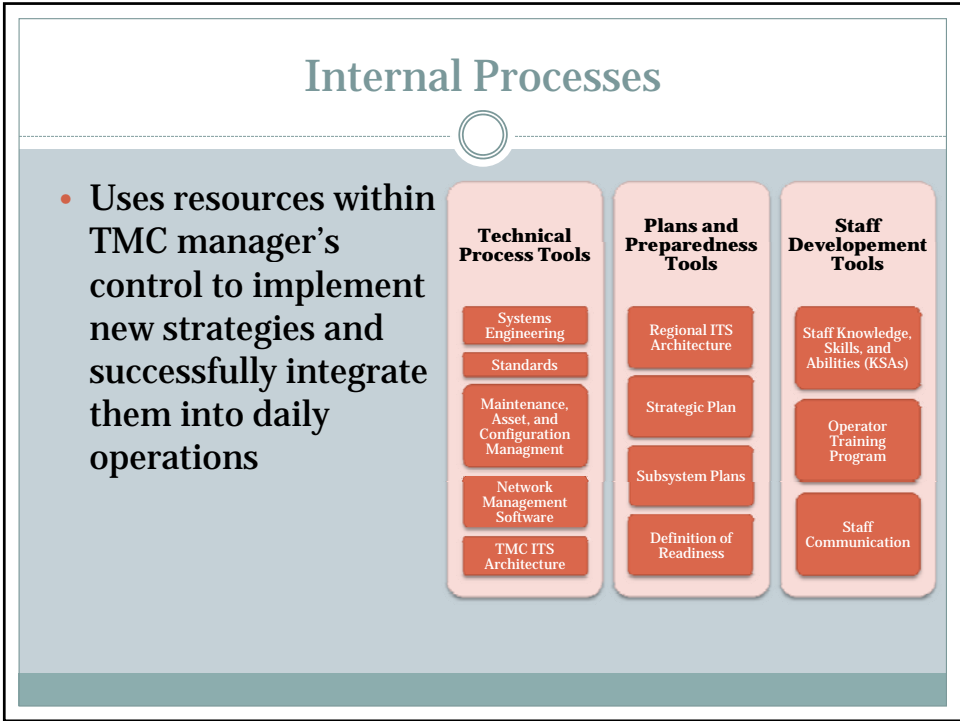 Internal Processes
• Uses resources within
TMC manager's
control to implement
new strategies and
successfully integrate
them into daily
operations
Technical
Process Tools
Systems
Engineering
Standards
Maintenance,
Asset, and
Configuration
Managment
Network
Management
Software
TMC ITS
Architecture
Plans and
Preparedness
Tools
Regional ITS
Architecture
Strategic Plan
Subsystem Plans
Definition of
Readiness
Staff
Developement
Tools
Staff Knowledge,
Skills, and
Abilities (KSAs)
Operator
Training
Program
Staff
Communication